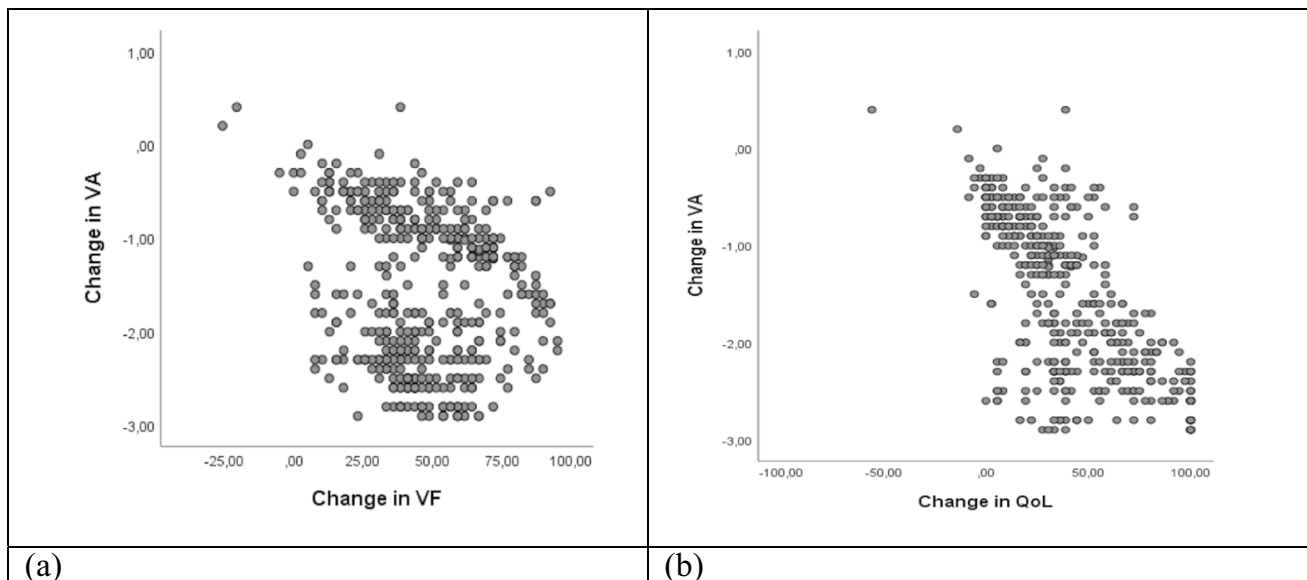 1,00
,00
-1,00
-2,00
-3,00
Change in VA
-25,00 ,00 25,00 50,00 75,00 100,00
Change in VF
(a)
1,00
,00
-1,00
-2,00
-3,00
Change in VA
-100,00 -50,00 ,00 50,00 100,00
Change in QoL
(b)